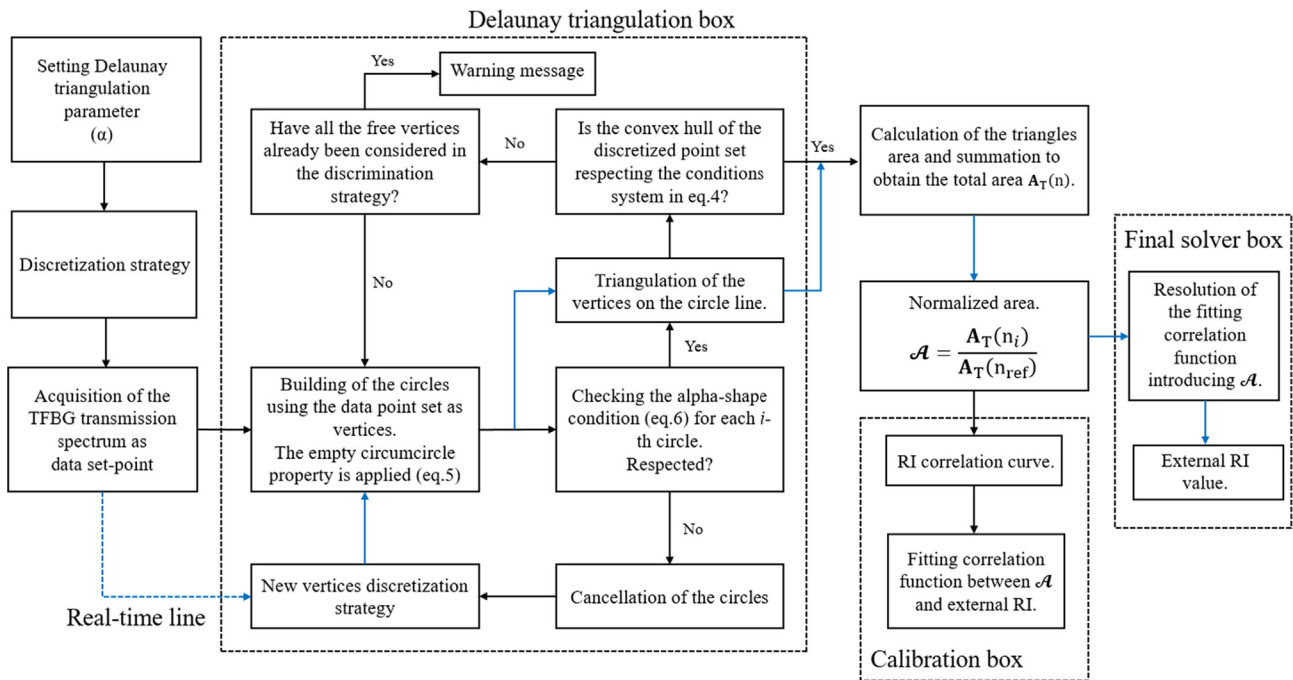 Delaunay triangulation box
Setting Delaunay
triangulation
parameter
(α)
Discretization strategy
Acquisition of the
TFBG transmission
spectrum as
data set-point
Real-time line
Yes
Warning message
Have all the free vertices
already been considered in
the discrimination
strategy?
No
Is the convex hull of the
discretized point set
respecting the conditions
system in eq.4?
Yes
No
Triangulation of the
vertices on the circle line.
Yes
Building of the circles
using the data point set as
vertices.
The empty circumcircle
property is applied (eq.5)
Checking the alpha-shape
condition (eq.6) for each i-
th circle.
Respected?
No
New vertices discretization
strategy
Cancellation of the circles
Calculation of the triangles
area and summation to
obtain the total area A_T(n).
Normalized area.
𝓐 = A_T(n_i) / A_T(n_ref)
RI correlation curve.
Fitting correlation
function between 𝓐
and external RI.
Calibration box
Final solver box
Resolution of
the fitting
correlation
function
introducing 𝓐.
External RI
value.